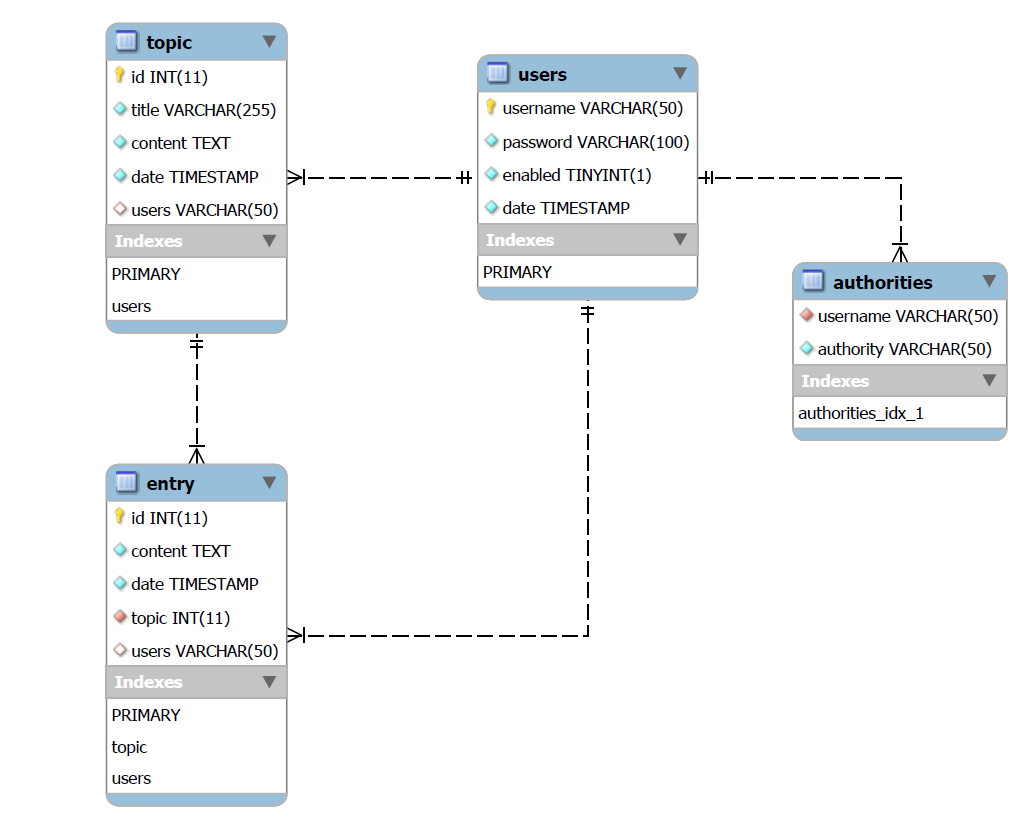 topic
id INT(11)
title VARCHAR(255)
content TEXT
date TIMESTAMP
users VARCHAR(50)
Indexes
PRIMARY
users
users
username VARCHAR(50)
password VARCHAR(100)
enabled TINYINT(1)
date TIMESTAMP
Indexes
PRIMARY
authorities
username VARCHAR(50)
authority VARCHAR(50)
Indexes
authorities_idx_1
entry
id INT(11)
content TEXT
date TIMESTAMP
topic INT(11)
users VARCHAR(50)
Indexes
PRIMARY
topic
users